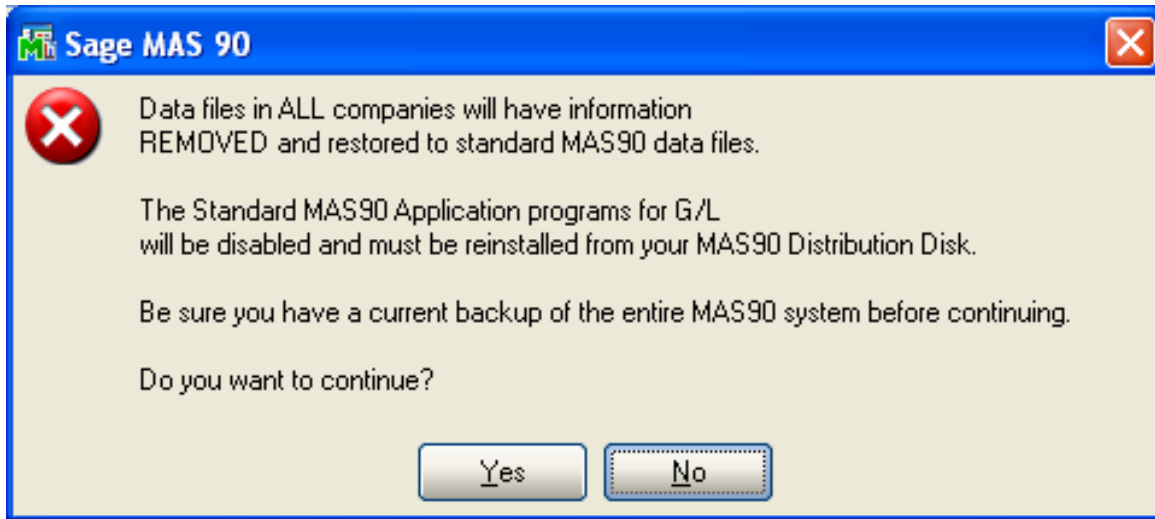 Sage MAS 90
Data files in ALL companies will have information
REMOVED and restored to standard MAS90 data files.
The Standard MAS90 Application programs for G/L
will be disabled and must be reinstalled from your MAS90 Distribution Disk.
Be sure you have a current backup of the entire MAS90 system before continuing.
Do you want to continue?
Yes
No